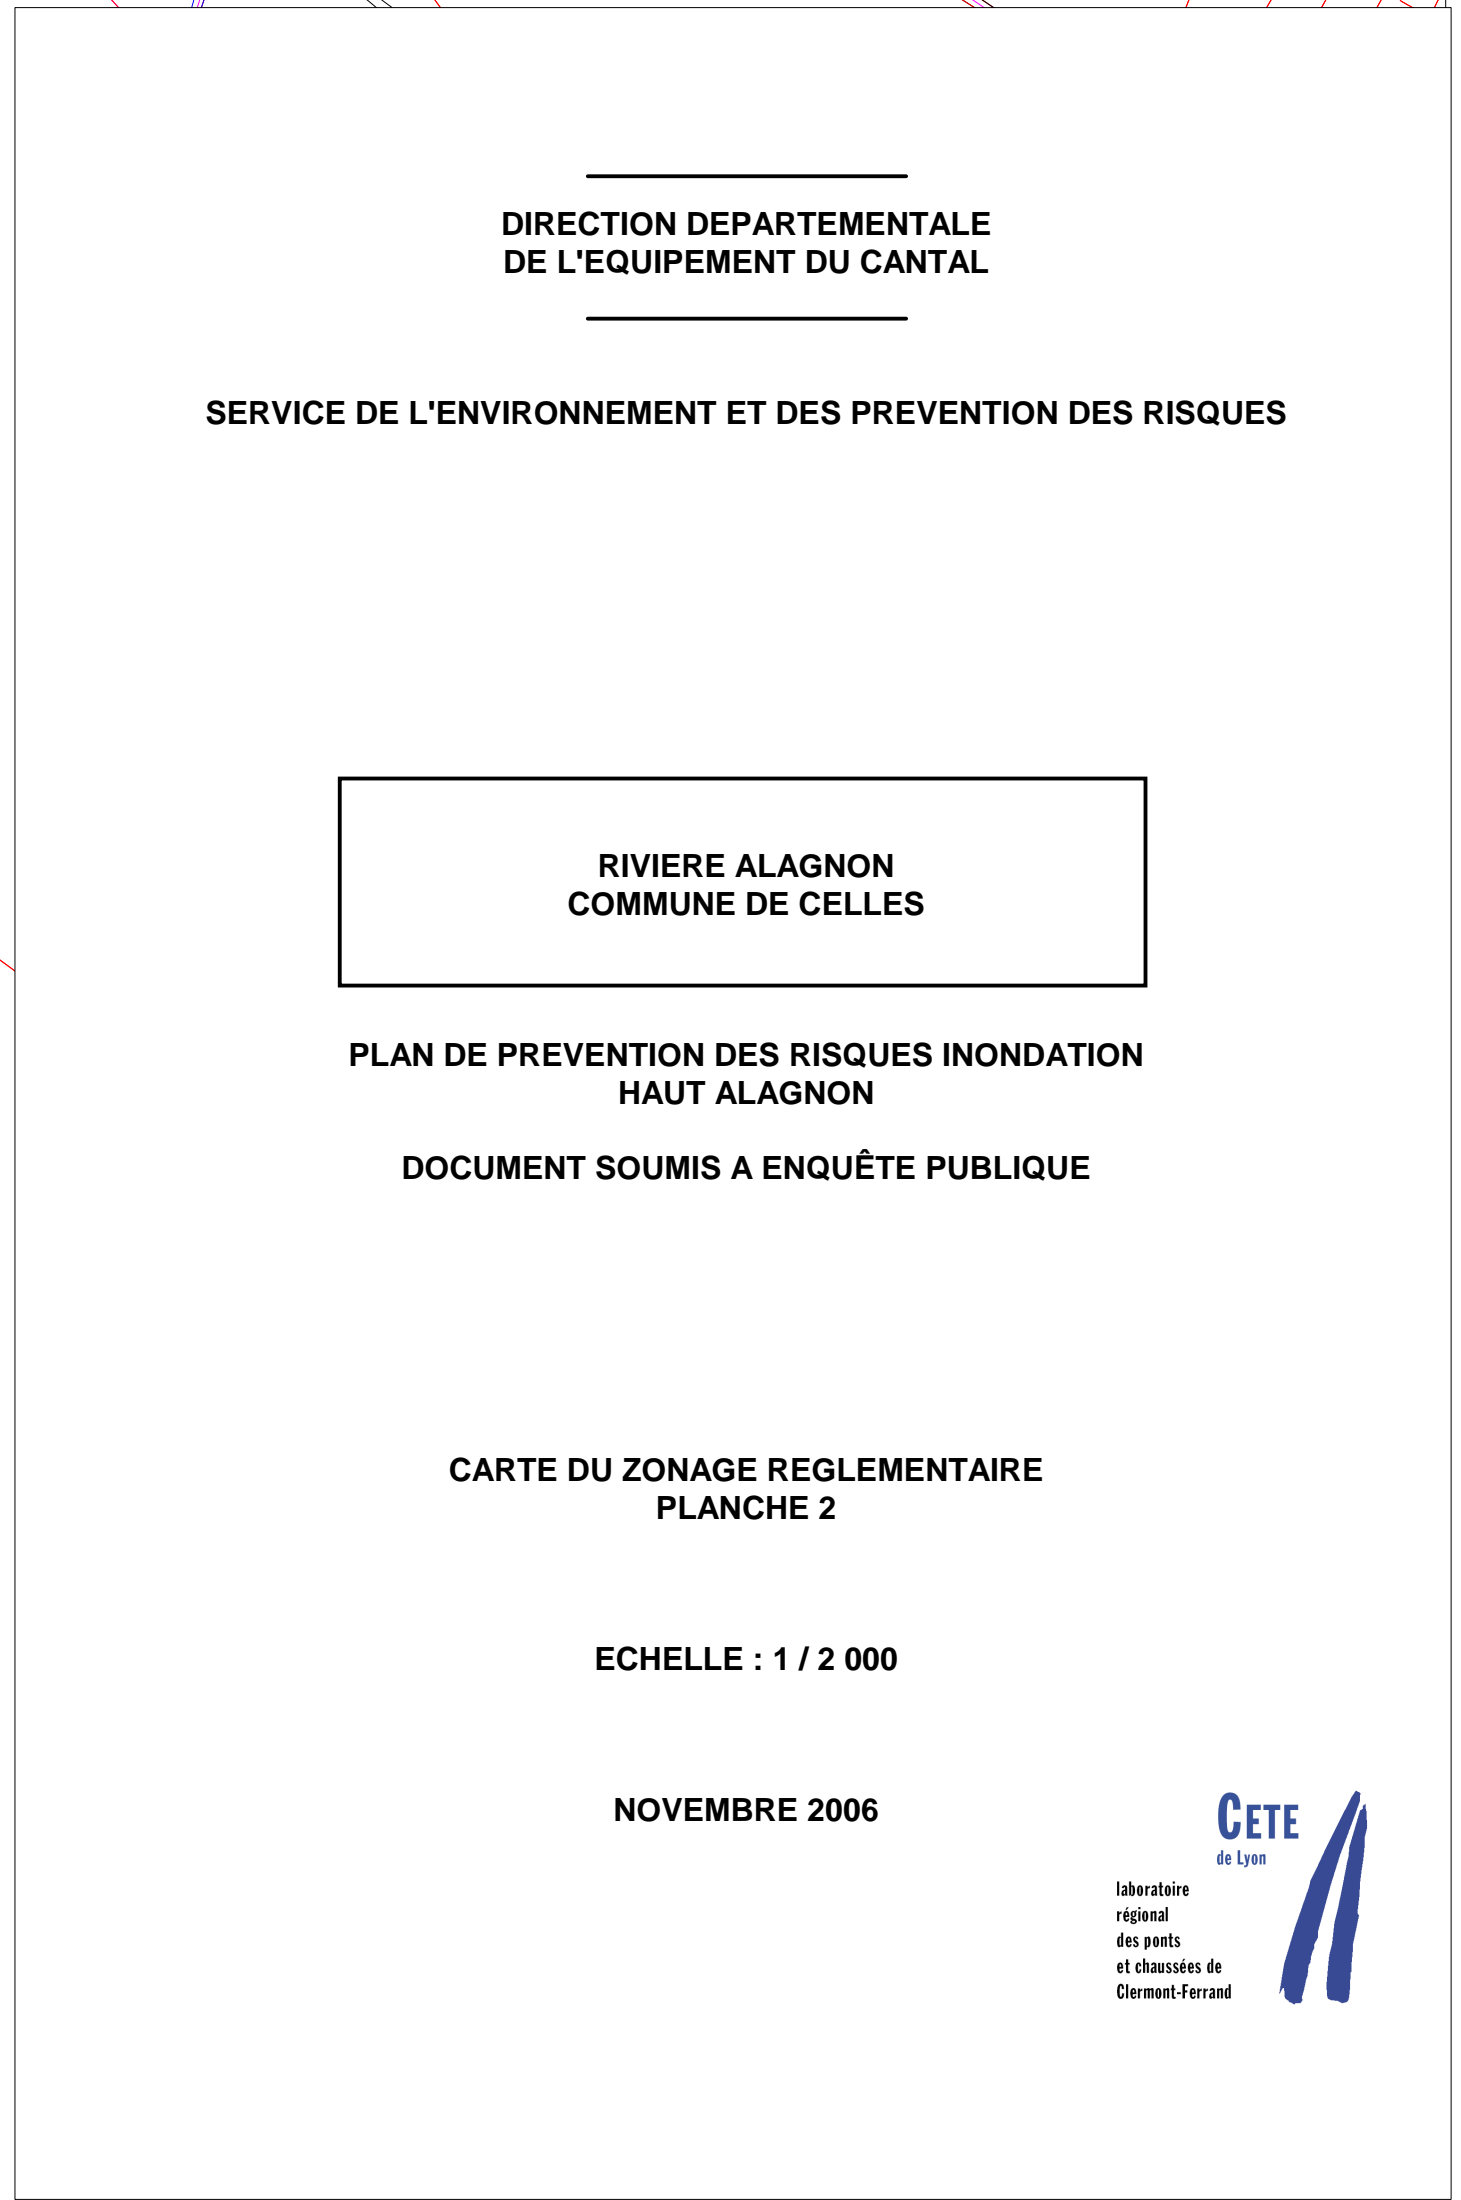 DIRECTION DEPARTEMENTALE
DE L'EQUIPEMENT DU CANTAL
SERVICE DE L'ENVIRONNEMENT ET DES PREVENTION DES RISQUES
RIVIERE ALAGNON
COMMUNE DE CELLES
PLAN DE PREVENTION DES RISQUES INONDATION
HAUT ALAGNON
DOCUMENT SOUMIS A ENQUÊTE PUBLIQUE
CARTE DU ZONAGE REGLEMENTAIRE
PLANCHE 2
ECHELLE : 1 / 2 000
NOVEMBRE 2006
CETE
de Lyon
laboratoire
régional
des ponts
et chaussées de
Clermont-Ferrand